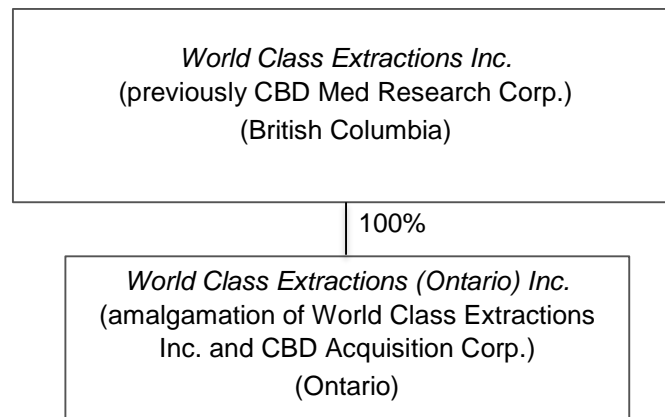 World Class Extractions Inc.
(previously CBD Med Research Corp.)
(British Columbia)
100%
World Class Extractions (Ontario) Inc.
(amalgamation of World Class Extractions
Inc. and CBD Acquisition Corp.)
(Ontario)